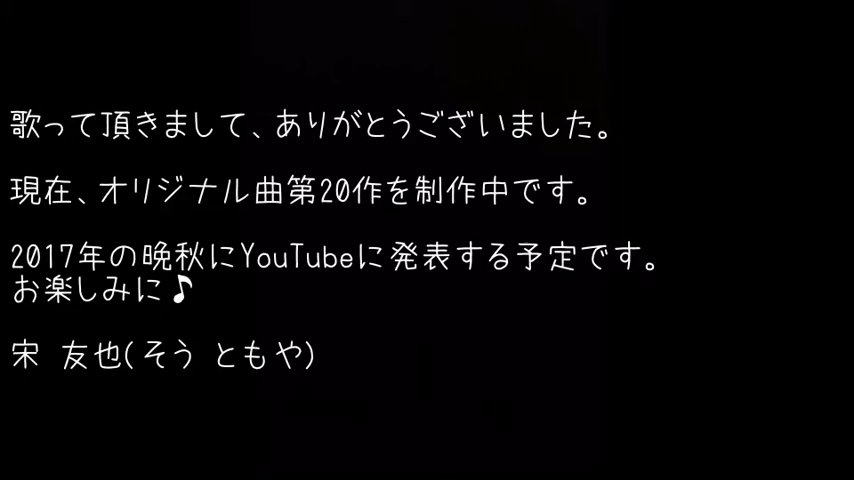 歌って頂きまして、ありがとうございました。
現在、オリジナル曲第20作を制作中です。
2017年の晩秋にYouTubeに発表する予定です。
お楽しみに♪
宋 友也(そう ともや)